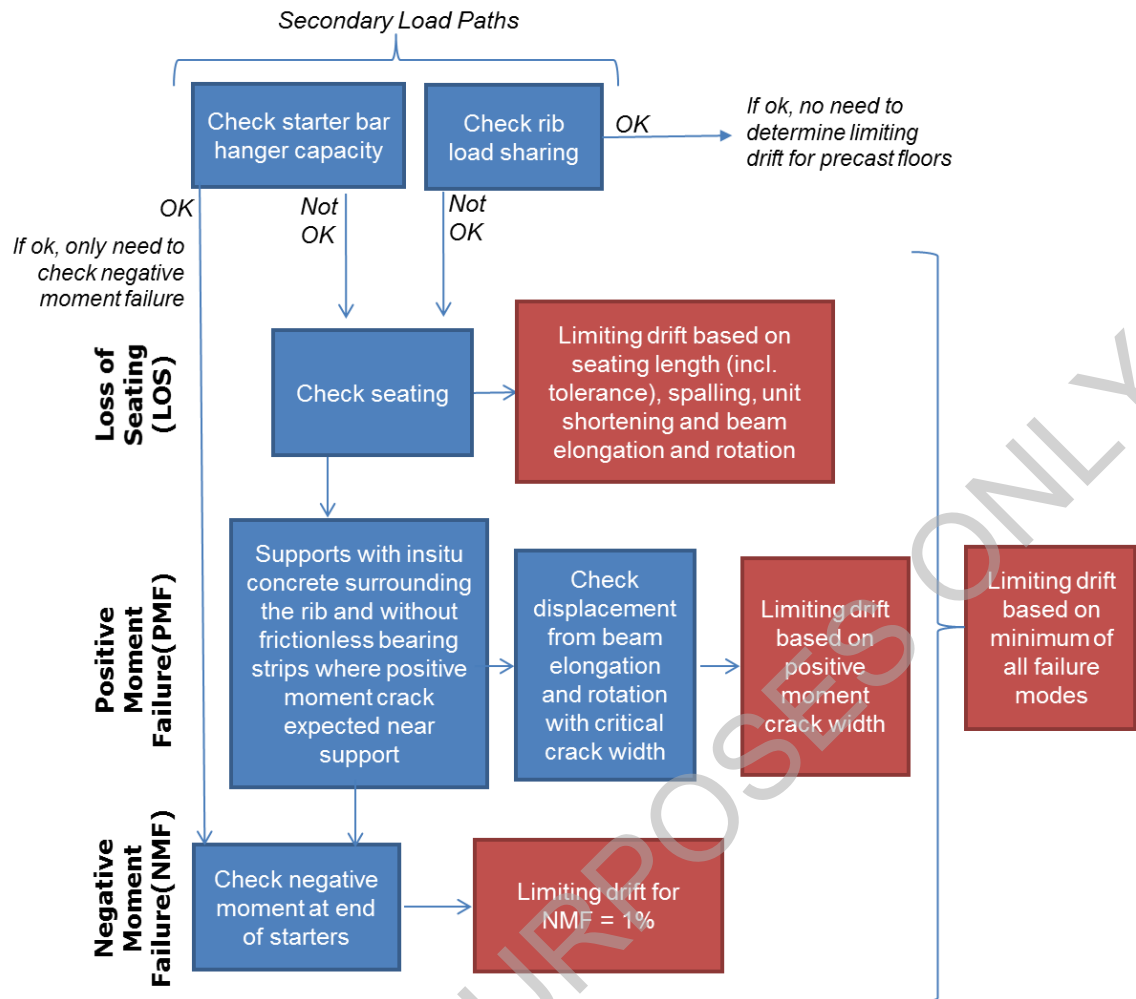 Secondary Load Paths
Check starter bar
hanger capacity
Check rib
load sharing
OK
If ok, no need to
determine limiting
drift for precast floors
OK
Not
OK
Not
OK
If ok, only need to
check negative
moment failure
Loss of
Seating
(LOS)
Check seating
Limiting drift based on
seating length (incl.
tolerance), spalling, unit
shortening and beam
elongation and rotation
Positive
Moment
Failure(PMF)
Supports with insitu
concrete surrounding
the rib and without
frictionless bearing
strips where positive
moment crack
expected near
support
Check
displacement
from beam
elongation
and rotation
with critical
crack width
Limiting drift
based on
positive
moment
crack width
Limiting drift
based on
minimum of
all failure
modes
Negative
Moment
Failure(NMF)
Check negative
moment at end
of starters
Limiting drift for
NMF = 1%
URPOSES ONLY